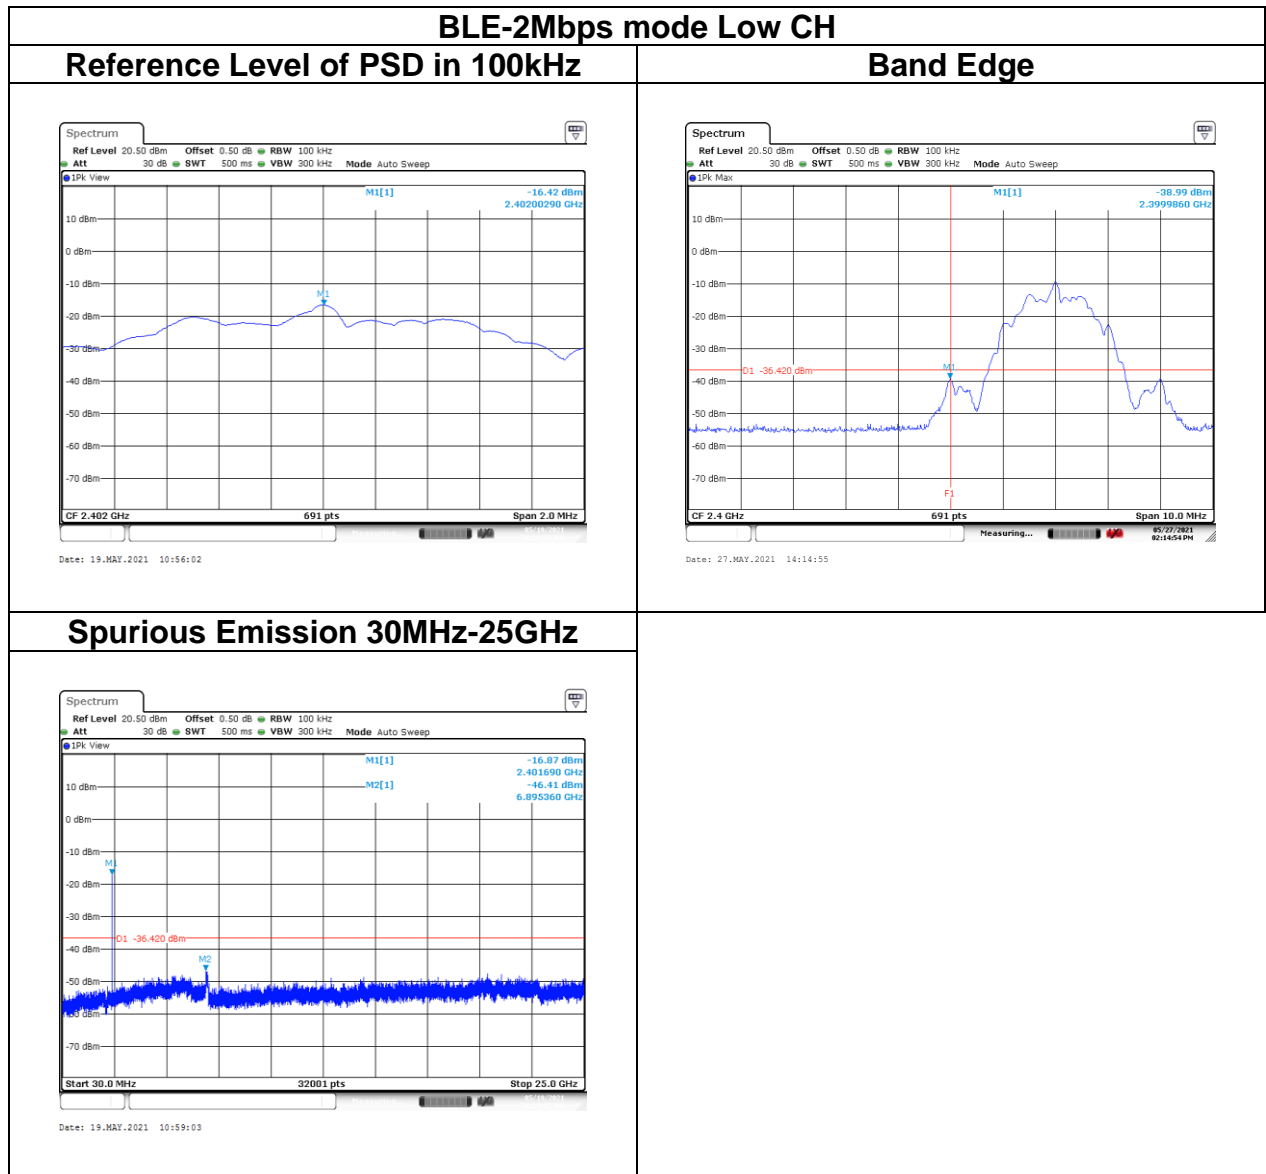 BLE-2Mbps mode Low CH
Reference Level of PSD in 100kHz
Band Edge
Spectrum
Ref Level 20.50 dBm Offset 0.50 dB RBW 100 kHz
Att 30 dB SWT 500 ms VBW 300 kHz Mode Auto Sweep
1Pk View
M1[1] -16.42 dBm
2.40200290 GHz
10 dBm
0 dBm
-10 dBm
M1
-20 dBm
-30 dBm
-40 dBm
-50 dBm
-60 dBm
-70 dBm
CF 2.402 GHz 691 pts Span 2.0 MHz
Date: 19.MAY.2021 10:56:02
Spectrum
Ref Level 20.50 dBm Offset 0.50 dB RBW 100 kHz
Att 30 dB SWT 500 ms VBW 300 kHz Mode Auto Sweep
1Pk Max
M1[1] -38.99 dBm
2.3999860 GHz
10 dBm
0 dBm
-10 dBm
-20 dBm
-30 dBm
D1 -36.420 dBm
M1
-40 dBm
-50 dBm
-60 dBm
-70 dBm
F1
CF 2.4 GHz 691 pts Span 10.0 MHz
Measuring... 05/27/2021
02:14:54 PM
Date: 27.MAY.2021 14:14:55
Spurious Emission 30MHz-25GHz
Spectrum
Ref Level 20.50 dBm Offset 0.50 dB RBW 100 kHz
Att 30 dB SWT 500 ms VBW 300 kHz Mode Auto Sweep
1Pk View
M1[1] -16.87 dBm
2.401690 GHz
M2[1] -46.41 dBm
6.895360 GHz
10 dBm
0 dBm
-10 dBm
M1
-20 dBm
-30 dBm
D1 -36.420 dBm
-40 dBm
M2
-50 dBm
-60 dBm
-70 dBm
Start 30.0 MHz 32001 pts Stop 25.0 GHz
Date: 19.MAY.2021 10:59:03